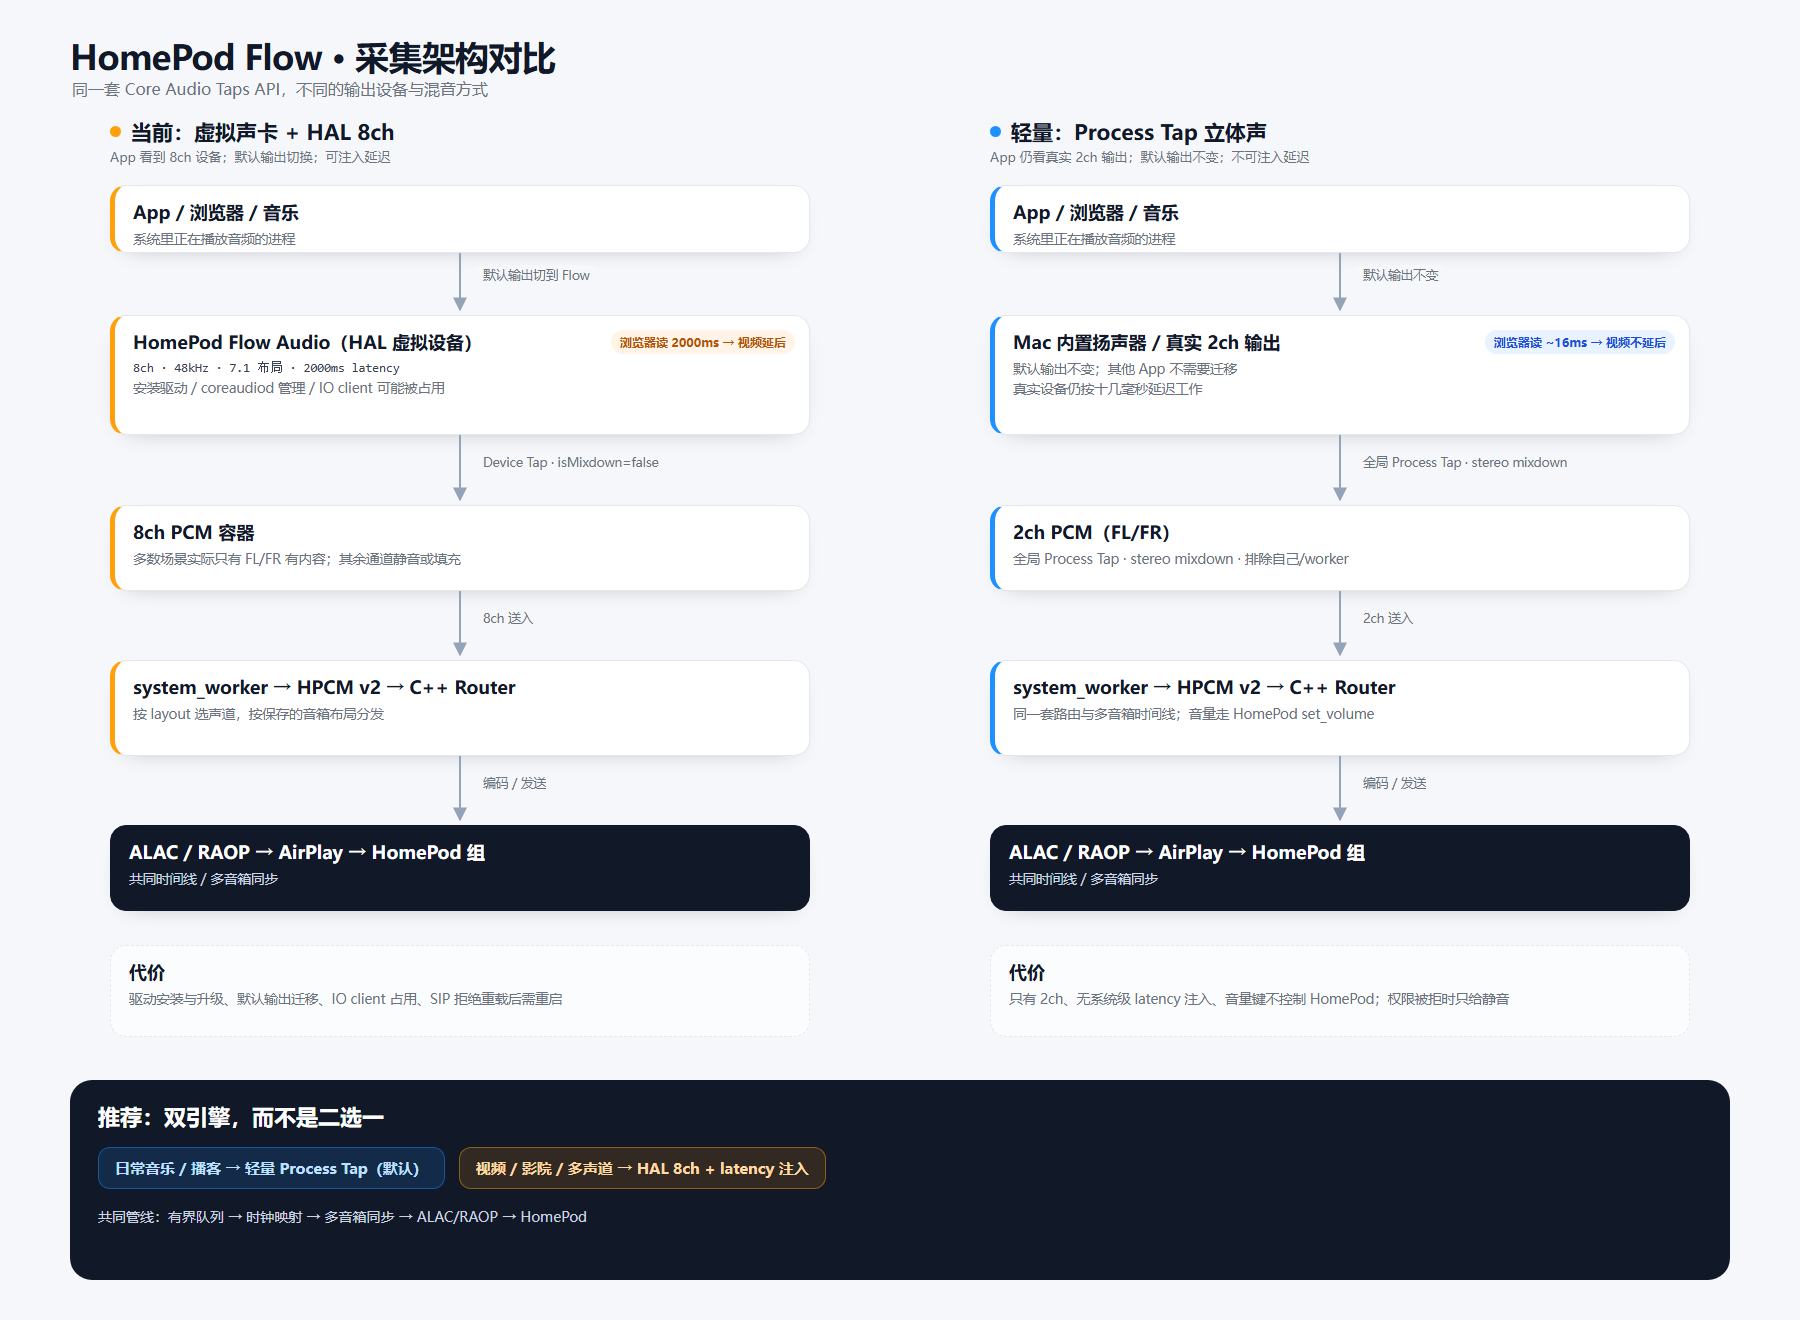 HomePod Flow • 采集架构对比
同一套 Core Audio Taps API，不同的输出设备与混音方式
当前：虚拟声卡 + HAL 8ch
App 看到 8ch 设备；默认输出切换；可注入延迟
App / 浏览器 / 音乐
系统里正在播放音频的进程
默认输出切到 Flow
HomePod Flow Audio（HAL 虚拟设备）
浏览器读 2000ms → 视频延后
8ch · 48kHz · 7.1 布局 · 2000ms latency
安装驱动 / coreaudiod 管理 / IO client 可能被占用
Device Tap · isMixdown=false
8ch PCM 容器
多数场景实际只有 FL/FR 有内容；其余通道静音或填充
8ch 送入
system_worker → HPCM v2 → C++ Router
按 layout 选声道，按保存的音箱布局分发
编码 / 发送
ALAC / RAOP → AirPlay → HomePod 组
共同时间线 / 多音箱同步
代价
驱动安装与升级、默认输出迁移、IO client 占用、SIP 拒绝重载后需重启
轻量：Process Tap 立体声
App 仍看真实 2ch 输出；默认输出不变；不可注入延迟
App / 浏览器 / 音乐
系统里正在播放音频的进程
默认输出不变
Mac 内置扬声器 / 真实 2ch 输出
浏览器读 ~16ms → 视频不延后
默认输出不变；其他 App 不需要迁移
真实设备仍按十几毫秒延迟工作
全局 Process Tap · stereo mixdown
2ch PCM（FL/FR）
全局 Process Tap · stereo mixdown · 排除自己/worker
2ch 送入
system_worker → HPCM v2 → C++ Router
同一套路由与多音箱时间线；音量走 HomePod set_volume
编码 / 发送
ALAC / RAOP → AirPlay → HomePod 组
共同时间线 / 多音箱同步
代价
只有 2ch、无系统级 latency 注入、音量键不控制 HomePod；权限被拒时只给静音
推荐：双引擎，而不是二选一
日常音乐 / 播客 → 轻量 Process Tap（默认）
视频 / 影院 / 多声道 → HAL 8ch + latency 注入
共同管线：有界队列 → 时钟映射 → 多音箱同步 → ALAC/RAOP → HomePod